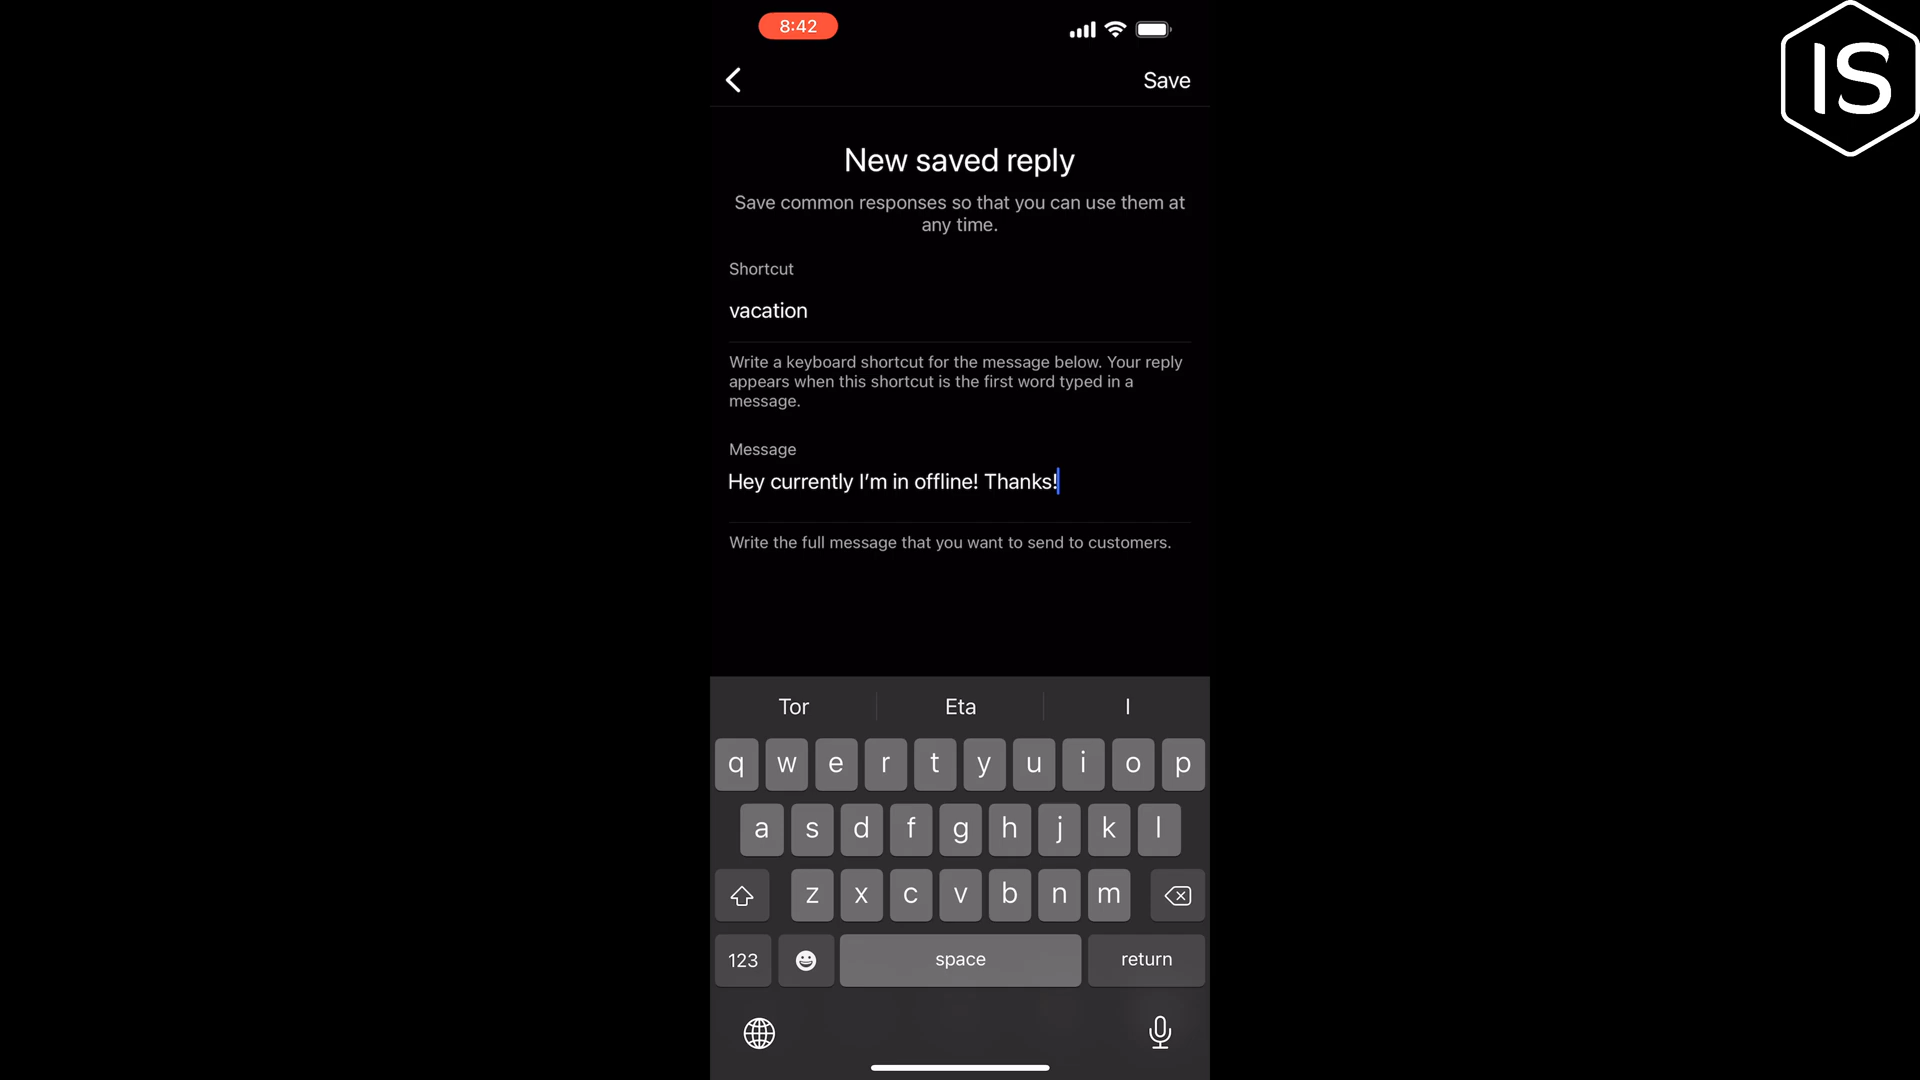 8:42
IS
Save
New saved reply
Save common responses so that you can use them at
any time.
Shortcut
vacation
Write a keyboard shortcut for the message below. Your reply
appears when this shortcut is the first word typed in a
message.
Message
Hey currently I’m in offline! Thanks!
Write the full message that you want to send to customers.
Tor Eta I
q w e r t y u i o p
a s d f g h j k l
z x c v b n m
123 space return